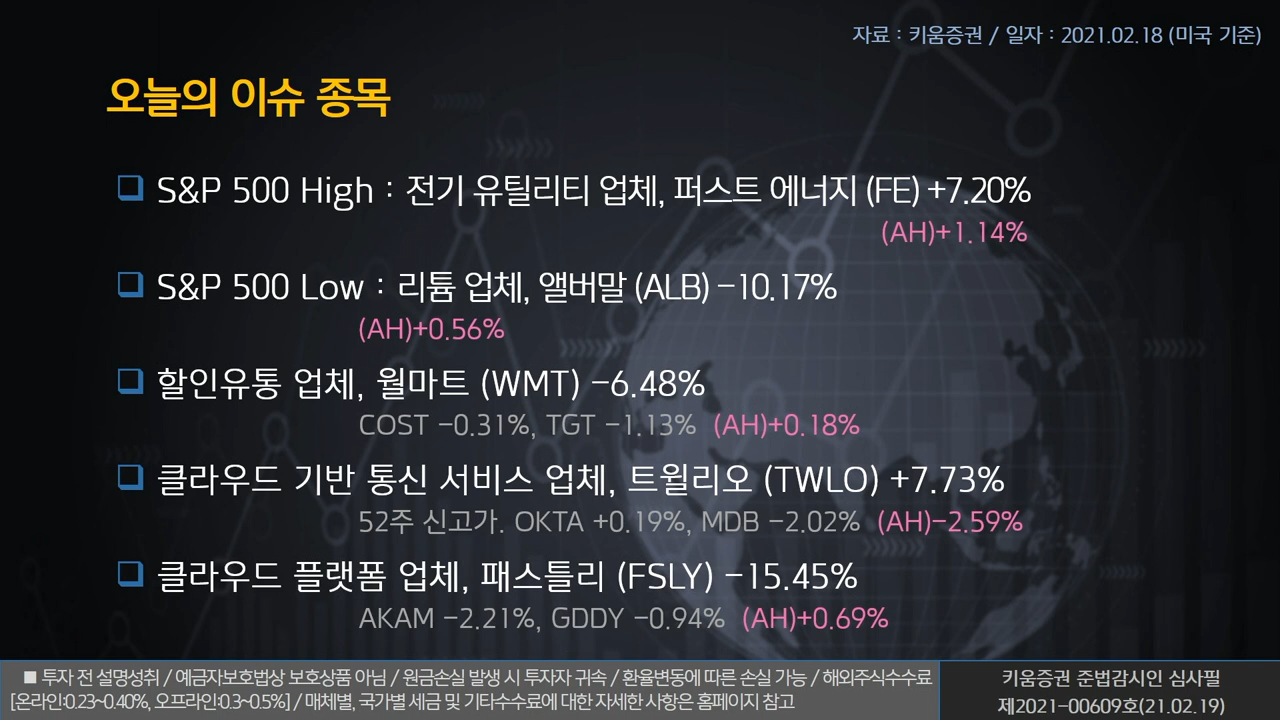 자료 : 키움증권 / 일자 : 2021.02.18 (미국 기준)
오늘의 이슈 종목
❑ S&P 500 High : 전기 유틸리티 업체, 퍼스트 에너지 (FE) +7.20%
(AH)+1.14%
❑ S&P 500 Low : 리튬 업체, 앨버말 (ALB) -10.17%
(AH)+0.56%
❑ 할인유통 업체, 월마트 (WMT) -6.48%
COST -0.31%, TGT -1.13% (AH)+0.18%
❑ 클라우드 기반 통신 서비스 업체, 트윌리오 (TWLO) +7.73%
52주 신고가. OKTA +0.19%, MDB -2.02% (AH)-2.59%
❑ 클라우드 플랫폼 업체, 패스틀리 (FSLY) -15.45%
AKAM -2.21%, GDDY -0.94% (AH)+0.69%
■ 투자 전 설명성취 / 예금자보호법상 보호상품 아님 / 원금손실 발생 시 투자자 귀속 / 환율변동에 따른 손실 가능 / 해외주식수수료
[온라인:0.23~0.40%, 오프라인:0.3~0.5%] / 매체별, 국가별 세금 및 기타수수료에 대한 자세한 사항은 홈페이지 참고
키움증권 준법감시인 심사필
제2021-00609호(21.02.19)